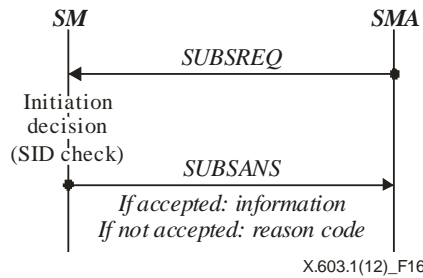 SM
SMA
SUBSREQ
Initiation
decision
(SID check)
SUBSANS
If accepted: information
If not accepted: reason code
X.603.1(12)_F16